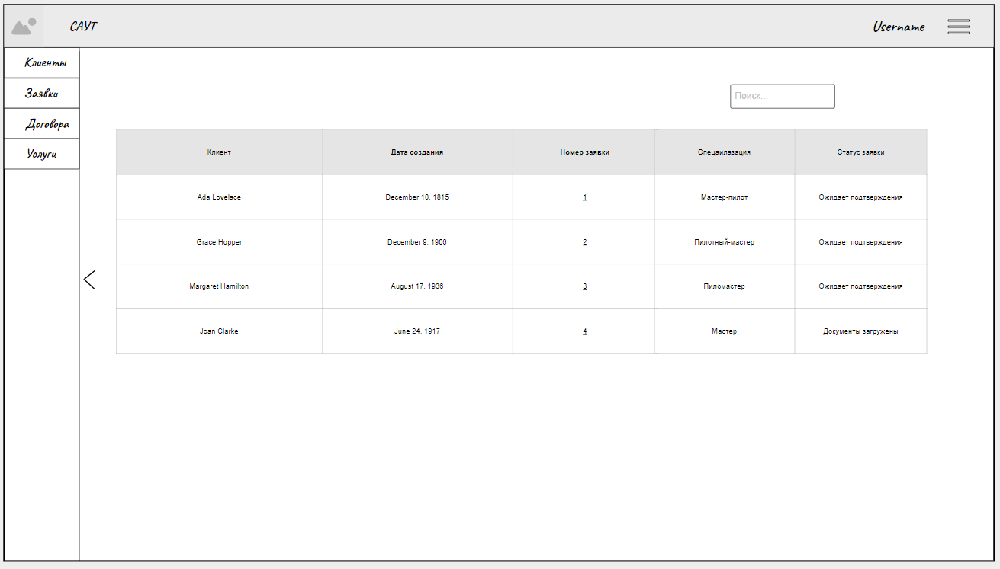 САУТ
Username
Клиенты
Заявки
Договора
Услуги
Поиск...
Клиент Дата создания Номер заявки Специализация Статус заявки
Ada Lovelace December 10, 1815 1 Мастер-пилот Ожидает подтверждения
Grace Hopper December 9, 1906 2 Пилотный-мастер Ожидает подтверждения
Margaret Hamilton August 17, 1936 3 Пиломастер Ожидает подтверждения
Joan Clarke June 24, 1917 4 Мастер Документы загружены